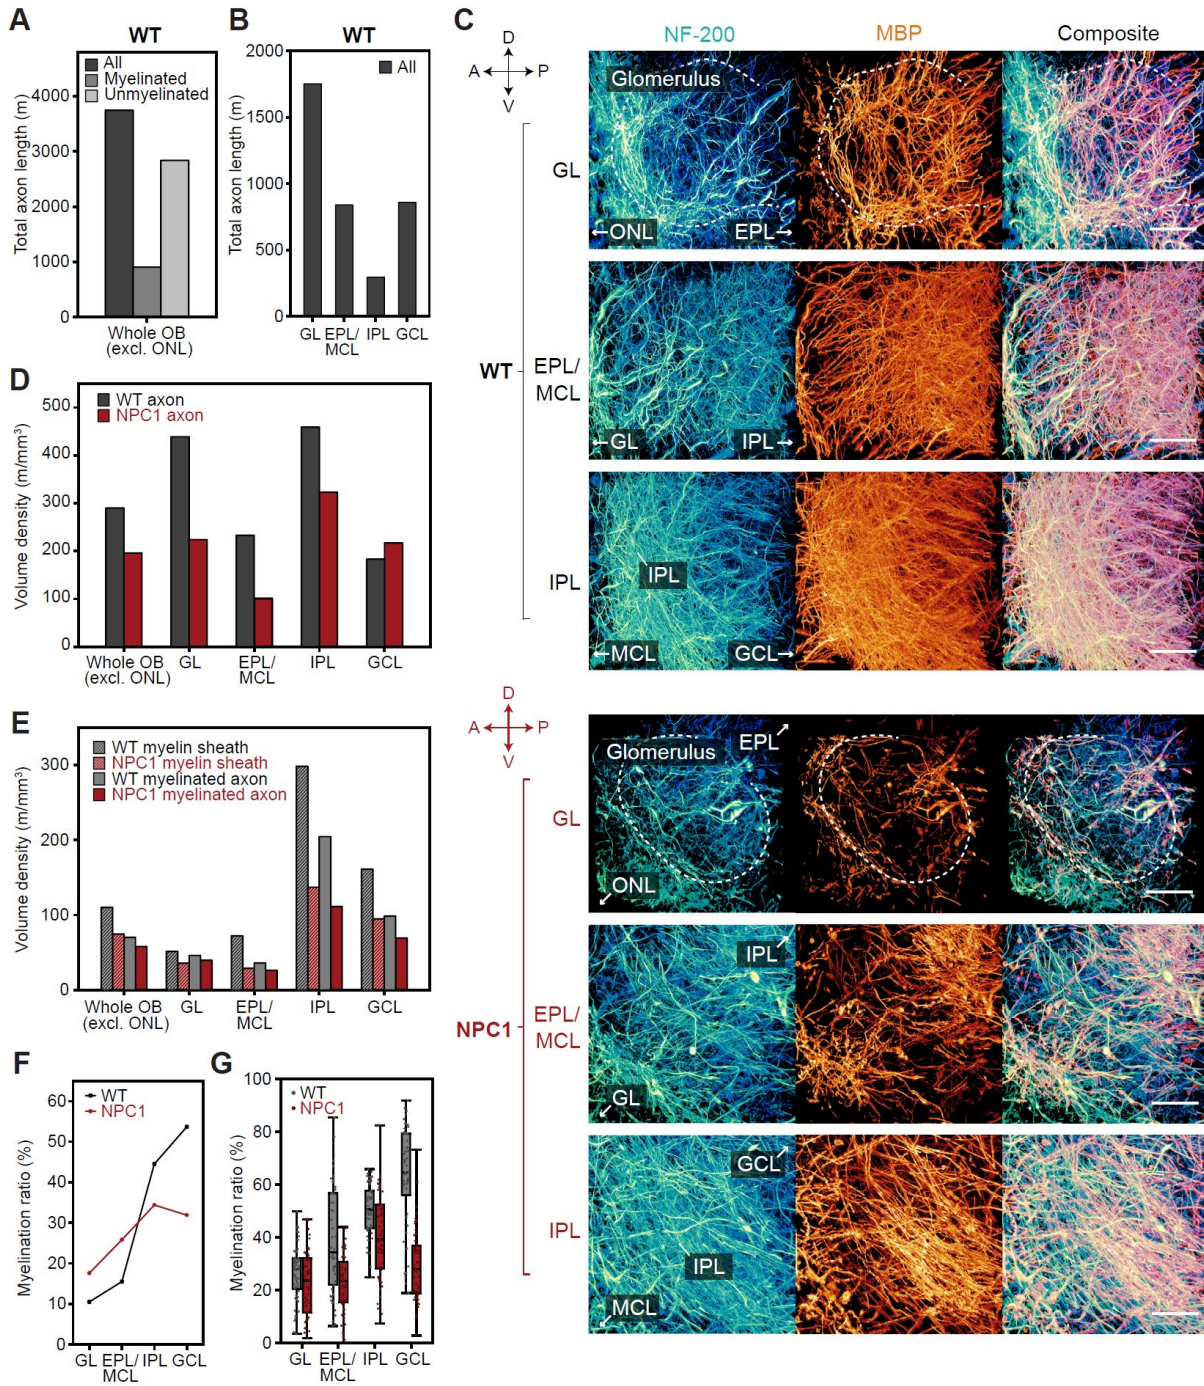 A
WT
All
Myelinated
Unmyelinated
Total axon length (m)
4000
3000
2000
1000
0
Whole OB
(excl. ONL)
B
WT
All
Total axon length (m)
2000
1500
1000
500
0
GL
EPL/
MCL
IPL
GCL
C
D
A
P
V
NF-200
MBP
Composite
WT
GL
Glomerulus
←ONL
EPL→
EPL/
MCL
←GL
IPL→
IPL
IPL
←MCL
GCL→
D
WT axon
NPC1 axon
Volume density (m/mm³)
500
400
300
200
100
0
Whole OB
(excl. ONL)
GL
EPL/
MCL
IPL
GCL
E
WT myelin sheath
NPC1 myelin sheath
WT myelinated axon
NPC1 myelinated axon
Volume density (m/mm³)
300
200
100
0
Whole OB
(excl. ONL)
GL
EPL/
MCL
IPL
GCL
D
A
P
V
NPC1
GL
Glomerulus
EPL
ONL
EPL/
MCL
IPL
GL
IPL
GCL
IPL
MCL
F
WT
NPC1
Myelination ratio (%)
60
50
40
30
20
10
0
GL
EPL/
MCL
IPL
GCL
G
WT
NPC1
Myelination ratio (%)
100
80
60
40
20
0
GL
EPL/
MCL
IPL
GCL